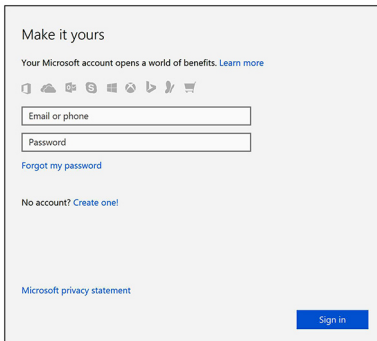 Make it yours
Your Microsoft account opens a world of benefits. Learn more
Email or phone
Password
Forgot my password
No account? Create one!
Microsoft privacy statement
Sign in